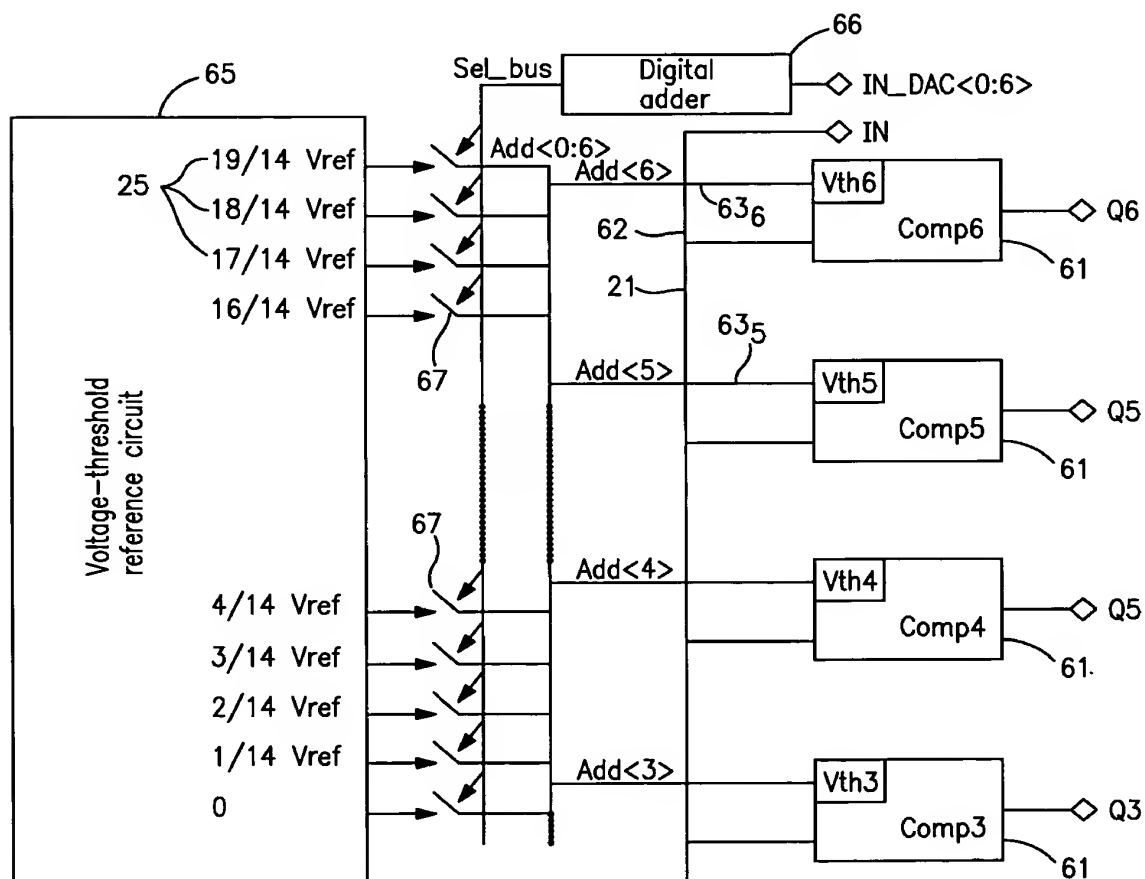 66
65
Sel_bus
Digital
adder
IN_DAC<0:6>
IN
25
19/14 Vref
18/14 Vref
17/14 Vref
16/14 Vref
Add<0:6>
Add<6>
63 6
62
21
Vth6
Comp6
Q6
61
67
Add<5>
63 5
Vth5
Comp5
Q5
61
Voltage-threshold
reference circuit
67
4/14 Vref
3/14 Vref
2/14 Vref
1/14 Vref
0
Add<4>
Vth4
Comp4
Q5
61.
Add<3>
Vth3
Comp3
Q3
61